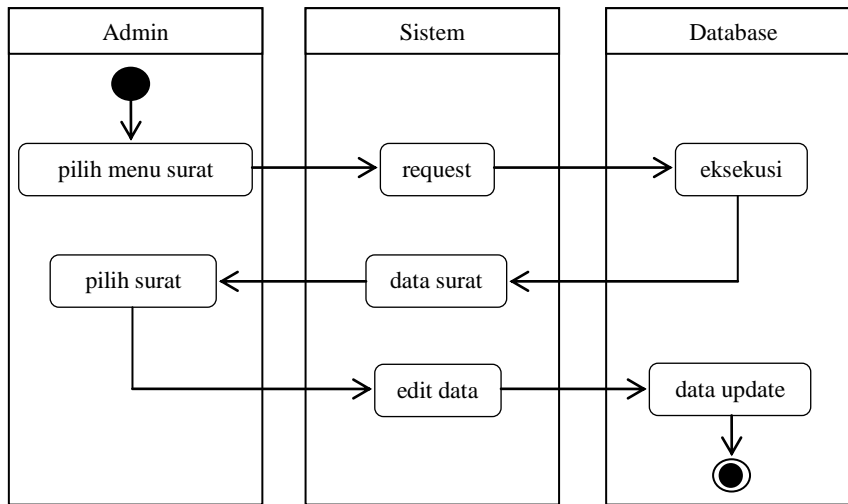 Admin
Sistem
Database
pilih menu surat
request
eksekusi
pilih surat
data surat
edit data
data update